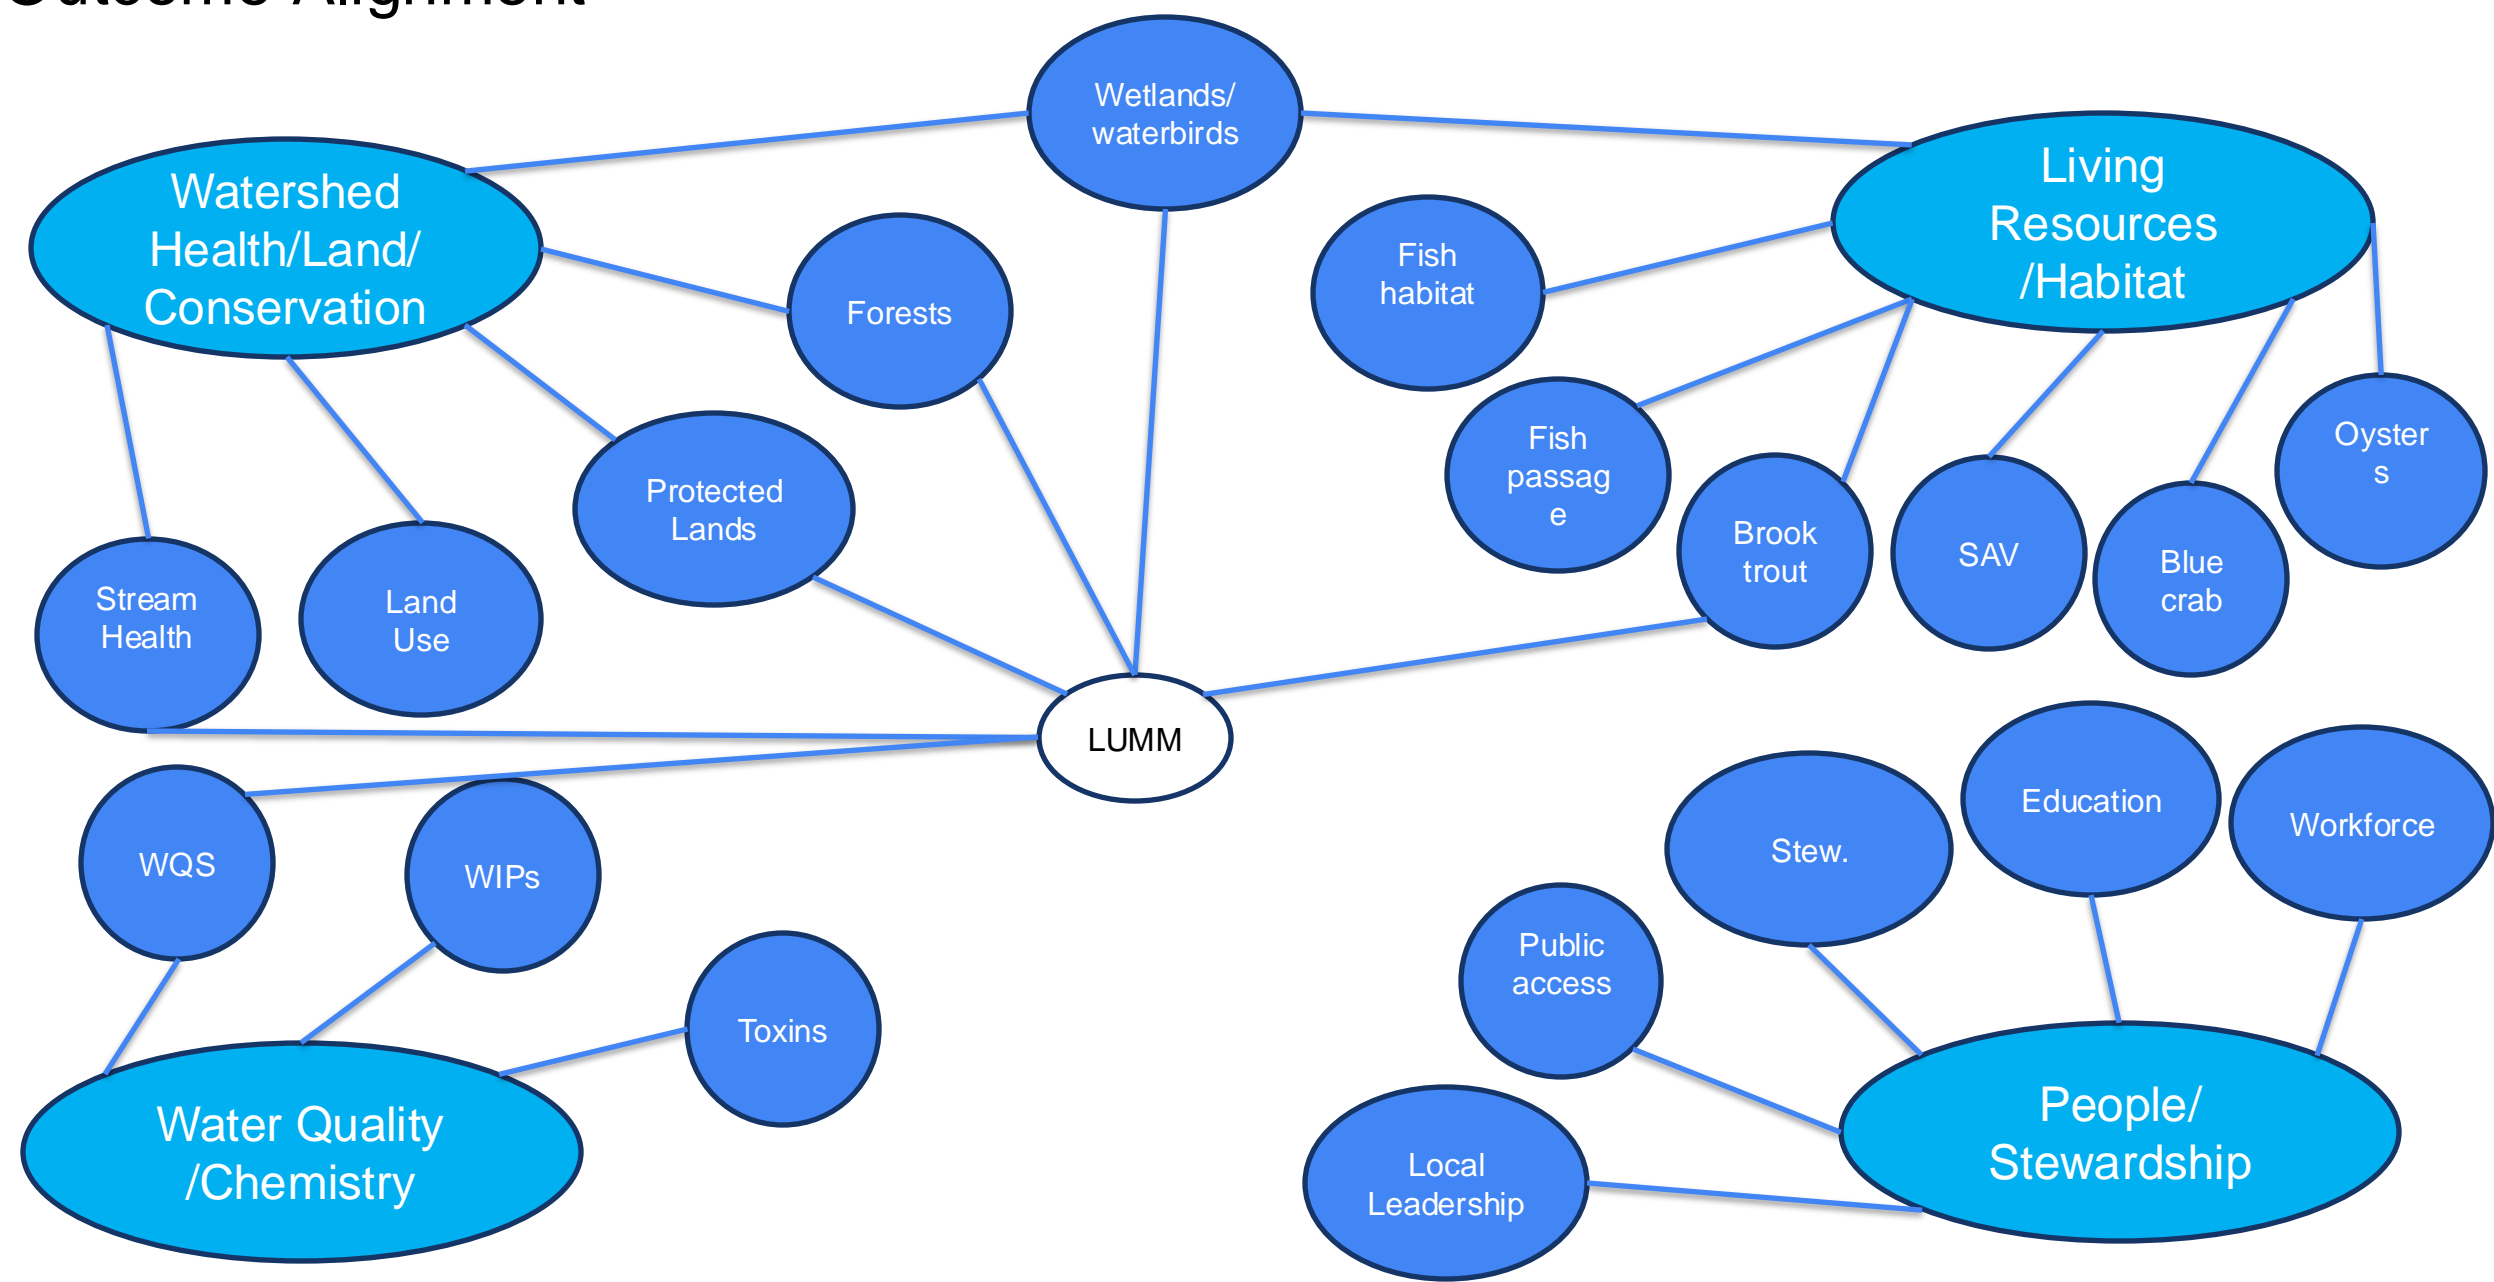 Outcome Alignment
Wetlands/
waterbirds
Watershed
Health/Land/
Conservation
Living
Resources
/Habitat
Fish
habitat
Forests
Fish
passag
e
Oyster
s
Protected
Lands
Brook
trout
SAV
Blue
crab
Stream
Health
Land
Use
LUMM
WQS
WIPs
Stew.
Education
Workforce
Public
access
Toxins
Water Quality
/Chemistry
People/
Stewardship
Local
Leadership